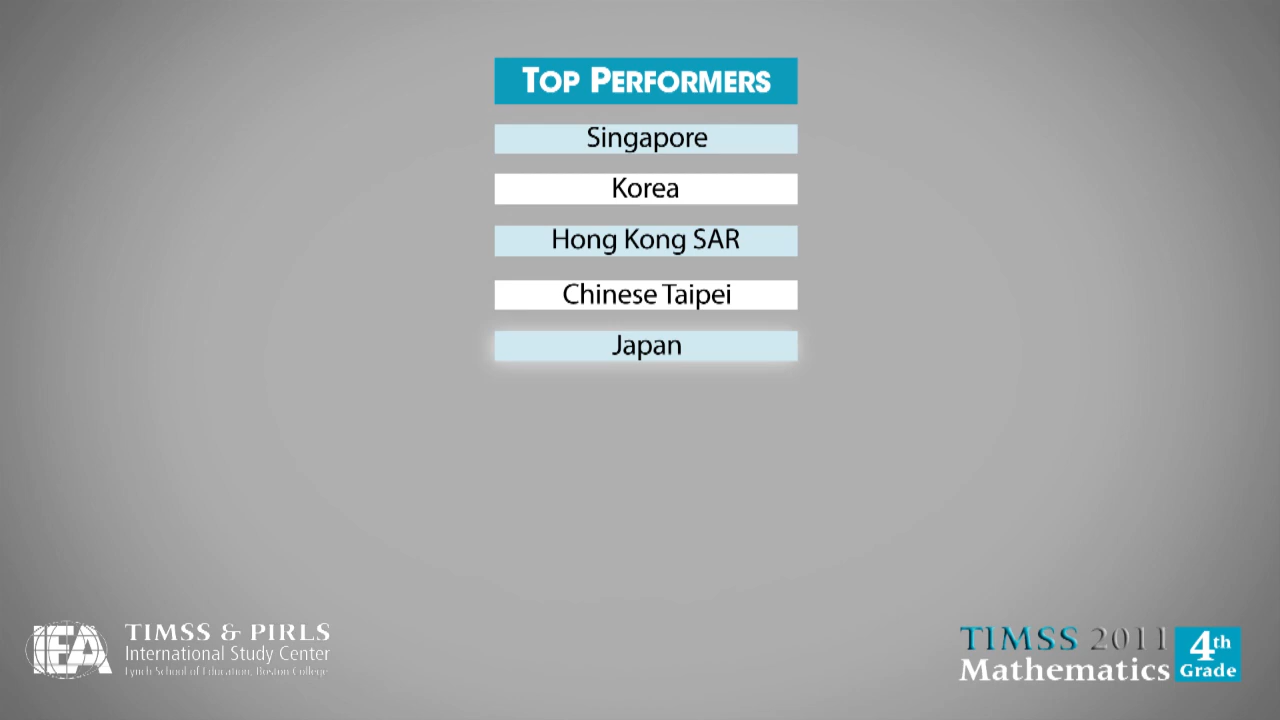 TOP PERFORMERS
Singapore
Korea
Hong Kong SAR
Chinese Taipei
Japan
IEA
TIMSS & PIRLS
International Study Center
Lynch School of Education, Boston College
TIMSS 2011
Mathematics
4th
Grade